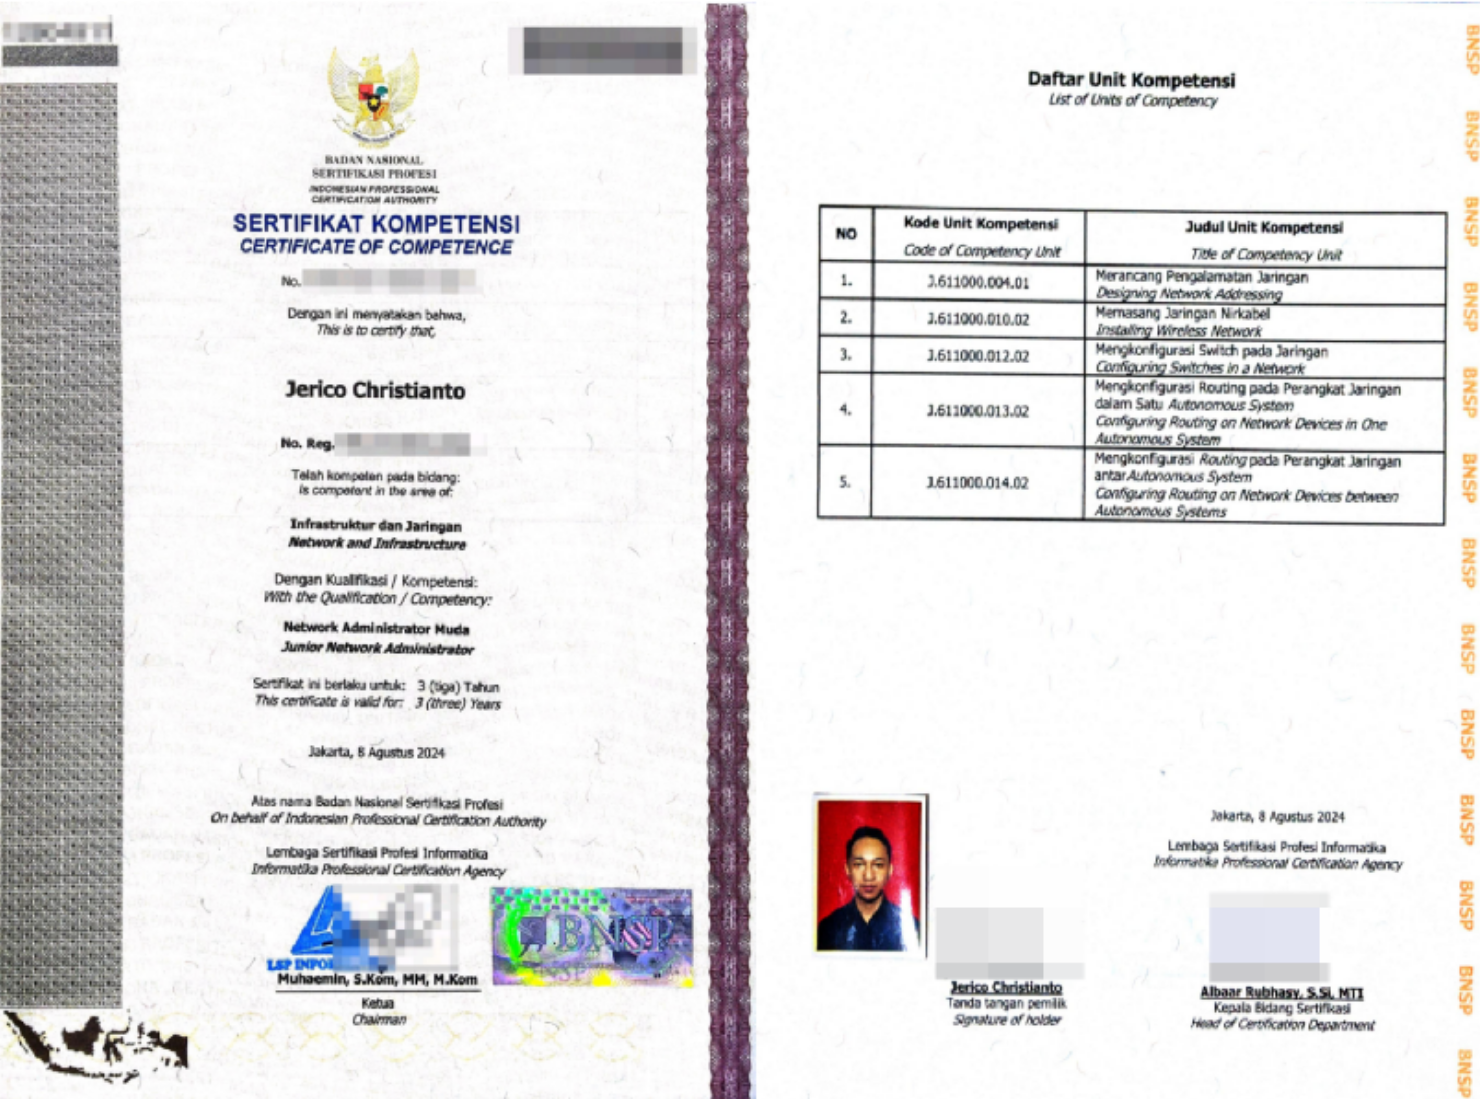 BADAN NASIONAL
SERTIFIKASI PROFESI
INDONESIAN PROFESSIONAL
CERTIFICATION AUTHORITY
SERTIFIKAT KOMPETENSI
CERTIFICATE OF COMPETENCE
No.
Dengan ini menyatakan bahwa,
This is to certify that,
Jerico Christianto
No. Reg.
Telah kompeten pada bidang:
Is competent in the area of:
Infrastruktur dan Jaringan
Network and Infrastructure
Dengan Kualifikasi / Kompetensi:
With the Qualification / Competency:
Network Administrator Muda
Junior Network Administrator
Sertifikat ini berlaku untuk: 3 (tiga) Tahun
This certificate is valid for: 3 (three) Years
Jakarta, 8 Agustus 2024
Atas nama Badan Nasional Sertifikasi Profesi
On behalf of Indonesian Professional Certification Authority
Lembaga Sertifikasi Profesi Informatika
Informatika Professional Certification Agency
LSP
BNSP
Muhaemin, S.Kom, MM, M.Kom
Ketua
Chairman
Daftar Unit Kompetensi
List of Units of Competency
NO Kode Unit Kompetensi Judul Unit Kompetensi
Code of Competency Unit Title of Competency Unit
1. J.611000.004.01 Merancang Pengalamatan Jaringan
Designing Network Addressing
2. J.611000.010.02 Memasang Jaringan Nirkabel
Installing Wireless Network
3. J.611000.012.02 Mengkonfigurasi Switch pada Jaringan
Configuring Switches in a Network
4. J.611000.013.02 Mengkonfigurasi Routing pada Perangkat Jaringan
dalam Satu Autonomous System
Configuring Routing on Network Devices in One
Autonomous System
5. J.611000.014.02 Mengkonfigurasi Routing pada Perangkat Jaringan
antar Autonomous System
Configuring Routing on Network Devices between
Autonomous Systems
Jakarta, 8 Agustus 2024
Lembaga Sertifikasi Profesi Informatika
Informatika Professional Certification Agency
Jerico Christianto
Tanda tangan pemilik
Signature of holder
Albaar Rubhasy, S.Si, MTI
Kepala Bidang Sertifikasi
Head of Certification Department
BNSP
BNSP
BNSP
BNSP
BNSP
BNSP
BNSP
BNSP
BNSP
BNSP
BNSP
BNSP
BNSP